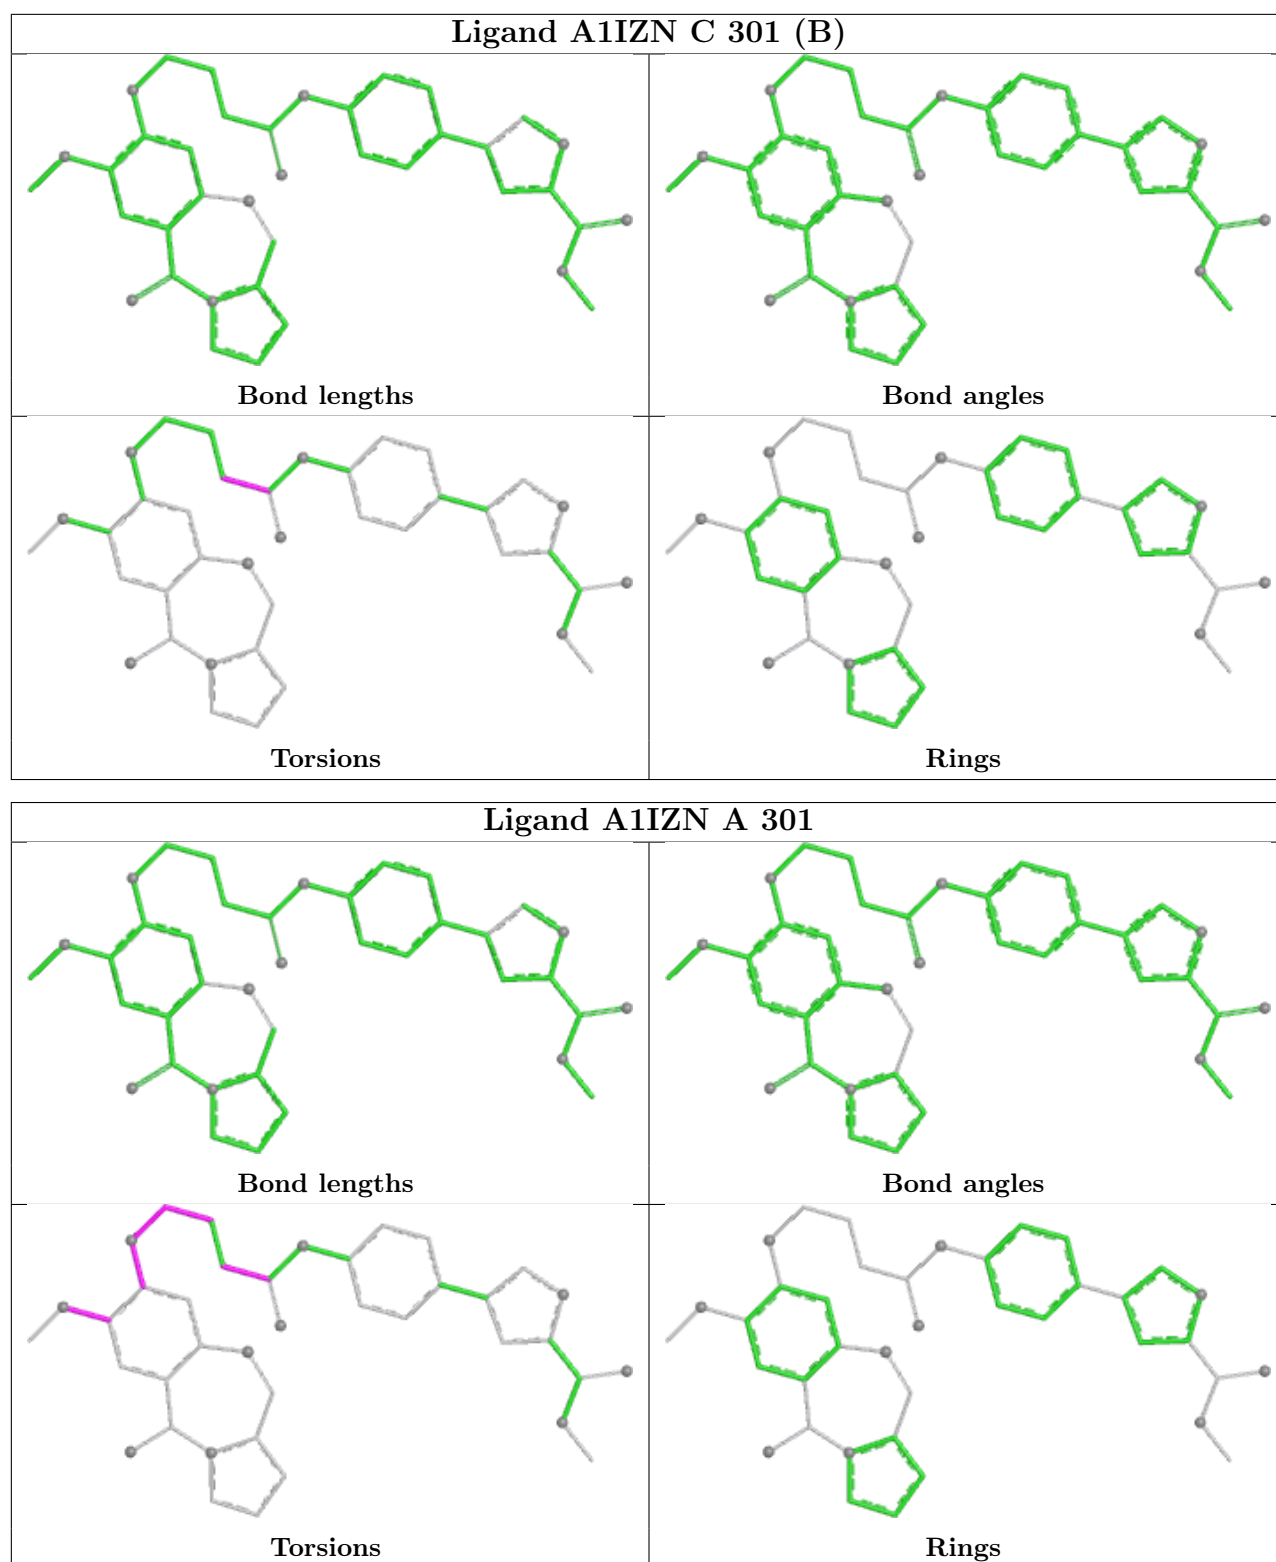 Ligand A1IZN C 301 (B)
Bond lengths
Bond angles
Torsions
Rings
Ligand A1IZN A 301
Bond lengths
Bond angles
Torsions
Rings